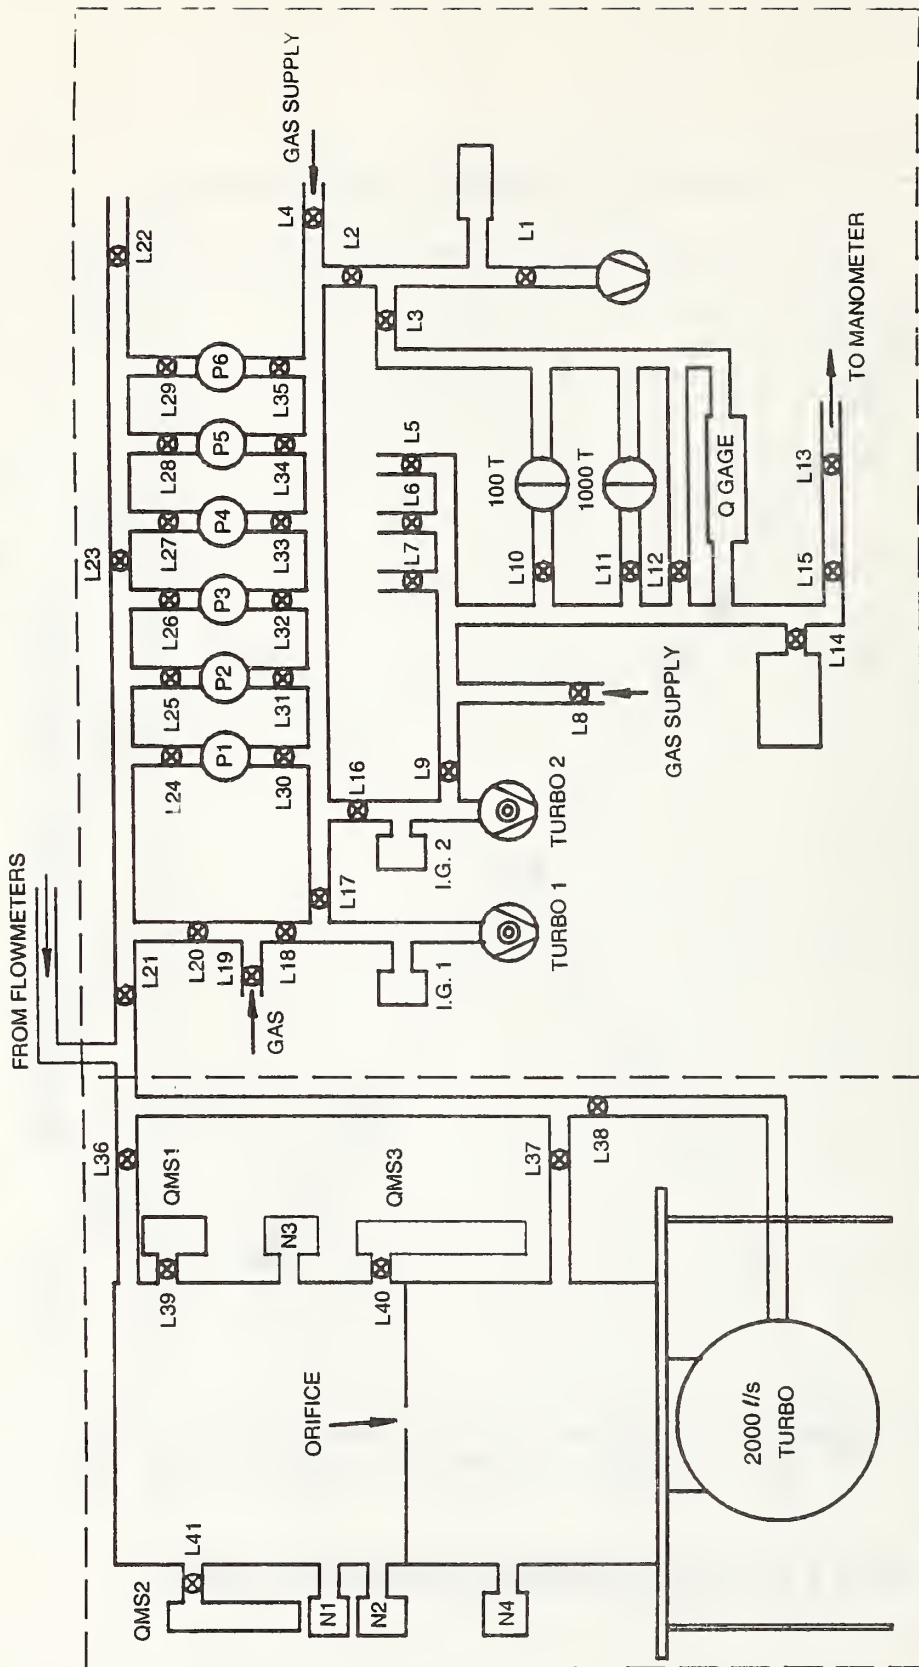 FROM FLOWMETERS
QMS2
L41
L39
QMS1
L36
N1
N2
N3
N4
ORIFICE
L40
QMS3
L37
L38
2000 ℓ/s
TURBO
L21
L23
L22
L20
L19
GAS
L18
L24
L25
L26
L27
L28
L29
P1
P2
P3
P4
P5
P6
L30
L31
L32
L33
L34
L35
L4
GAS SUPPLY
L17
L16
L2
L3
L1
I.G. 1
I.G. 2
TURBO 1
TURBO 2
L9
L7
L6
L5
L8
GAS SUPPLY
L10
100 T
L11
1000 T
L12
Q GAGE
L14
L15
L13
TO MANOMETER